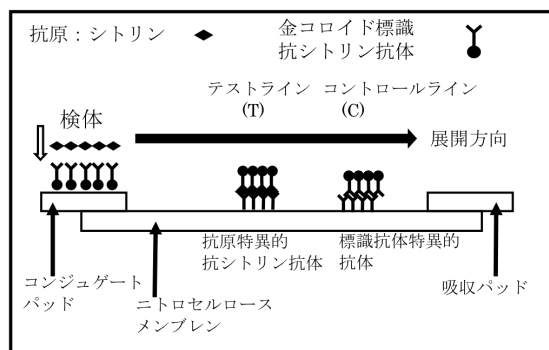 抗原：シトリン
金コロイド標識
抗シトリン抗体
テストライン
(T)
コントロールライン
(C)
検体
展開方向
抗原特異的
抗シトリン抗体
標識抗体特異的
抗体
コンジュゲート
パッド
ニトロセルロース
メンブレン
吸収パッド